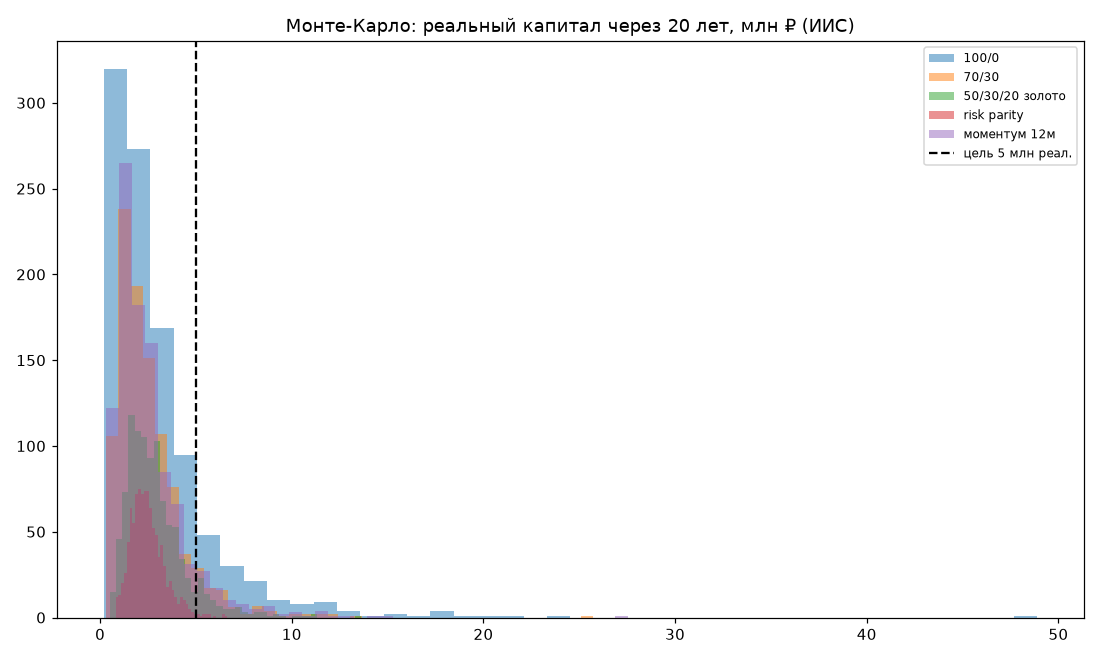 Монте-Карло: реальный капитал через 20 лет, млн ₽ (ИИС)
100/0
70/30
50/30/20 золото
risk parity
моментум 12м
цель 5 млн реал.
300
250
200
150
100
50
0
0 10 20 30 40 50